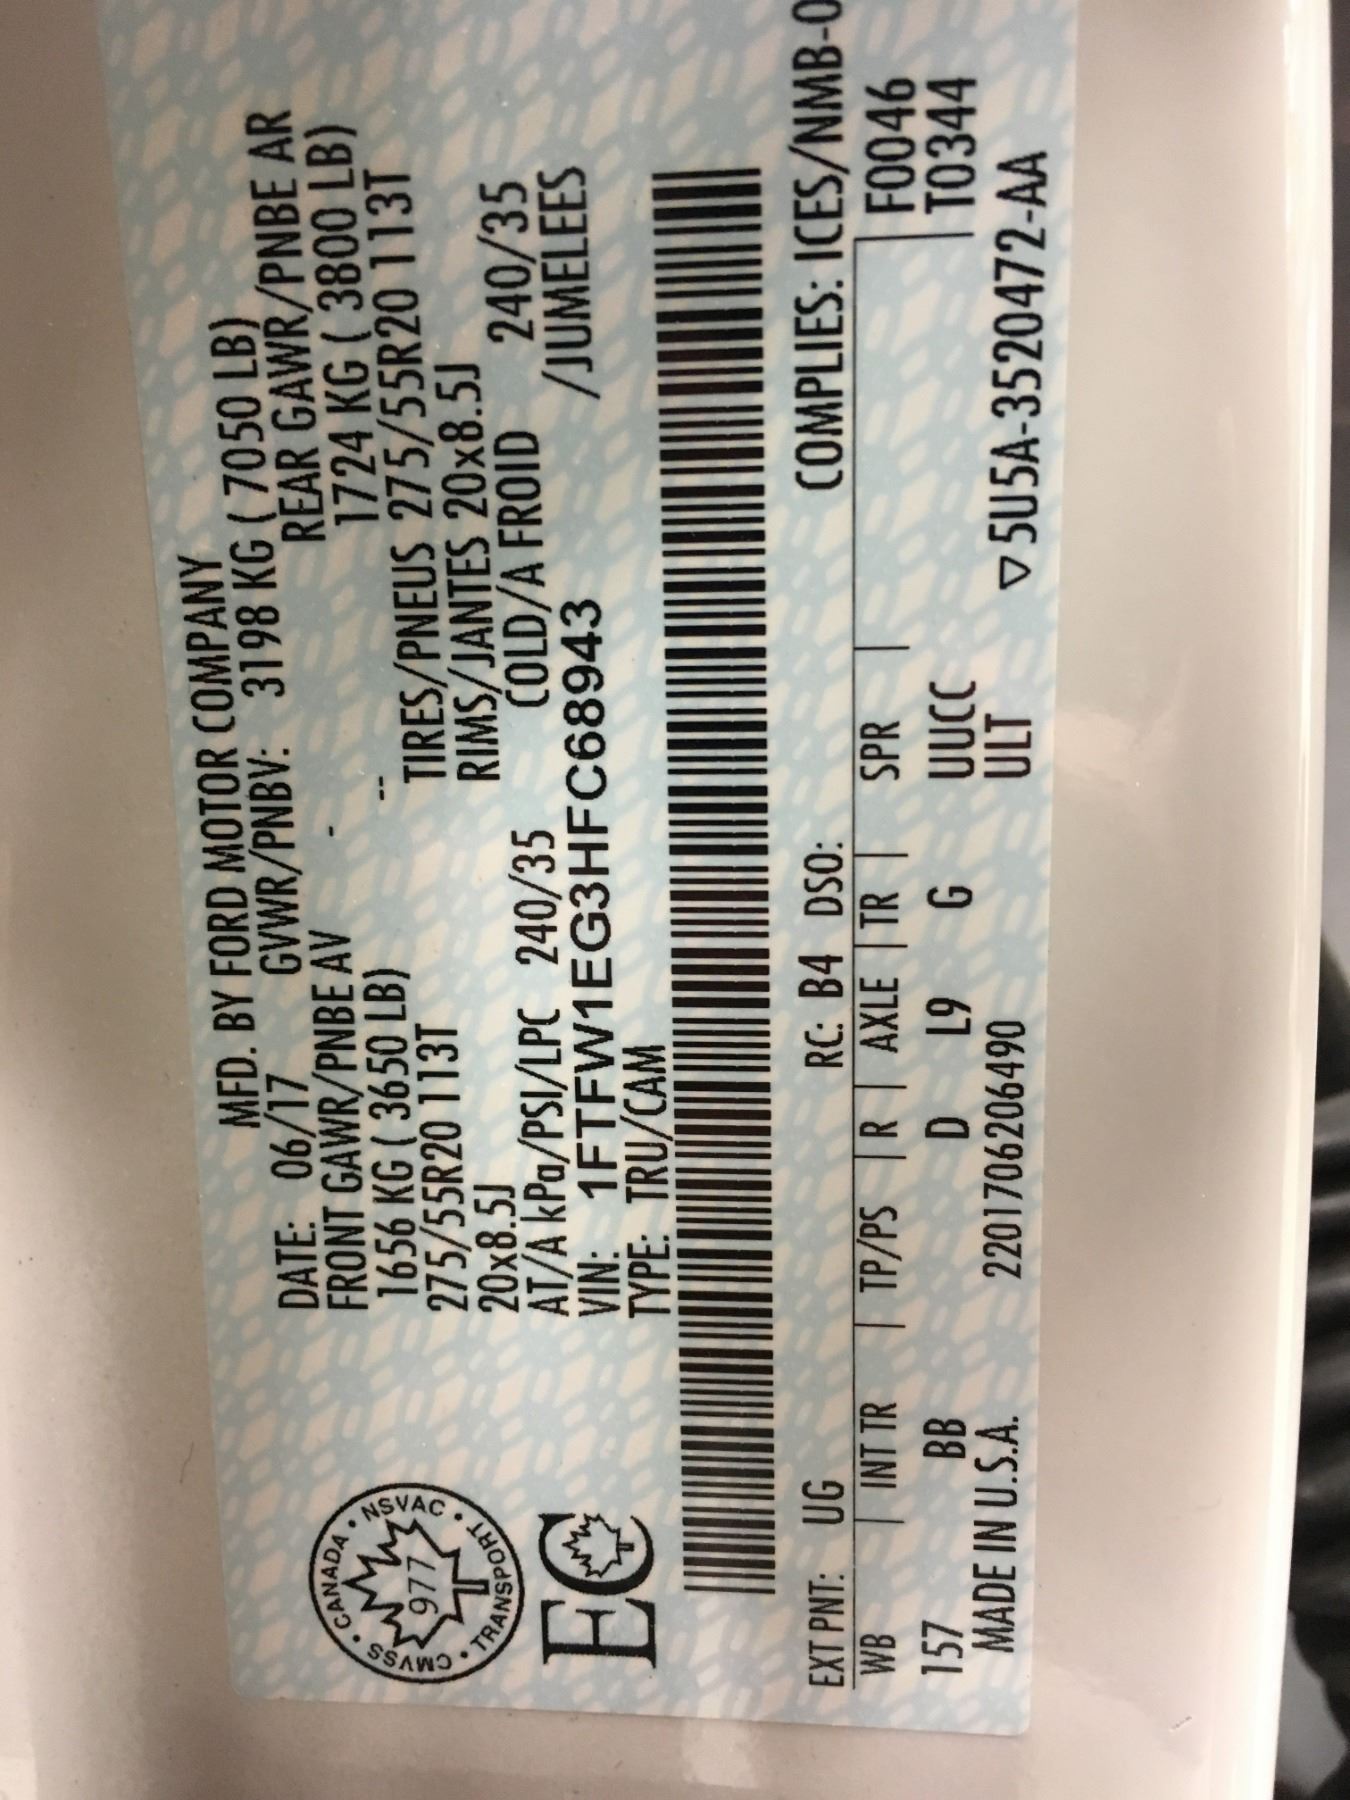 MFD. BY FORD MOTOR COMPANY
DATE: 06/17 GVWR/PNBV: 3198 KG ( 7050 LB)
FRONT GAWR/PNBE AV - REAR GAWR/PNBE AR
1656 KG ( 3650 LB) -- 1724 KG ( 3800 LB)
275/55R20 113T TIRES/PNEUS 275/55R20 113T
20x8.5J RIMS/JANTES 20x8.5J
AT/A kPa/PSI/LPC 240/35 COLD/A FROID 240/35
VIN: 1FTFW1EG3HFC68943 /JUMELEES
TYPE: TRU/CAM
CMVSS • CANADA • NSVAC • TRANSPORT •
977
EC
EXT PNT: UG RC: B4 DSO: COMPLIES: ICES/NMB-0
WB | INT TR | TP/PS | R | AXLE | TR | SPR | F0046
157 BB D L9 G UUCC T0344
MADE IN U.S.A. 2201706206490 ULT ▽5U5A-3520472-AA